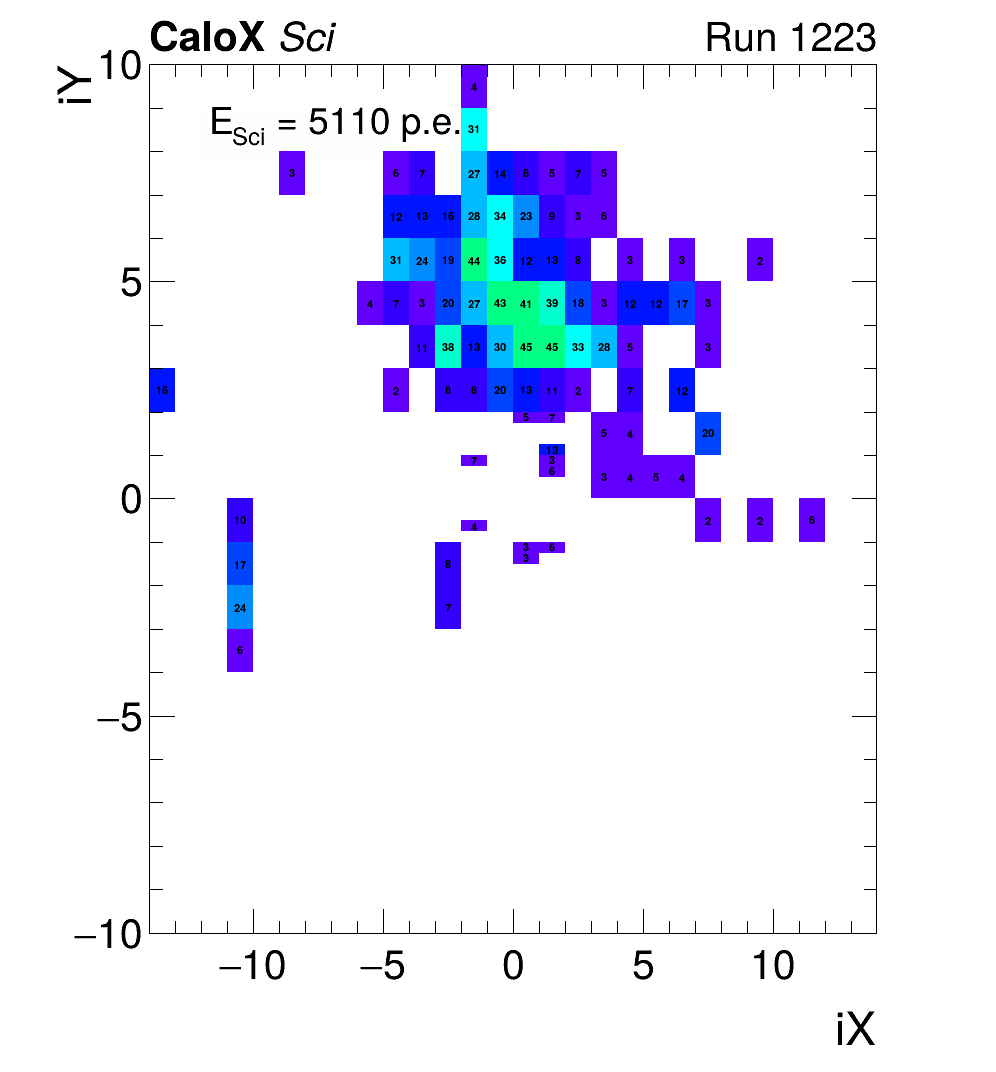 CaloX Sci Run 1223
iY 10
4
E_Sci = 5110 p.e. 31
3 6 7 27 14 8 5 7 5
12 13 16 28 34 23 9 3 6
31 24 19 44 36 12 13 8 3 3 2
5
4 7 3 20 27 43 41 39 18 3 12 12 17 3
11 38 13 30 45 45 33 28 5 3
16 2 6 8 20 13 11 2 7 12
5 7
5 4 20
13
7 3
6
3 4 5 4
0
10 2 2 6
4
3 6
3
17 6
24 7
6
−5
−10
−10 −5 0 5 10
iX